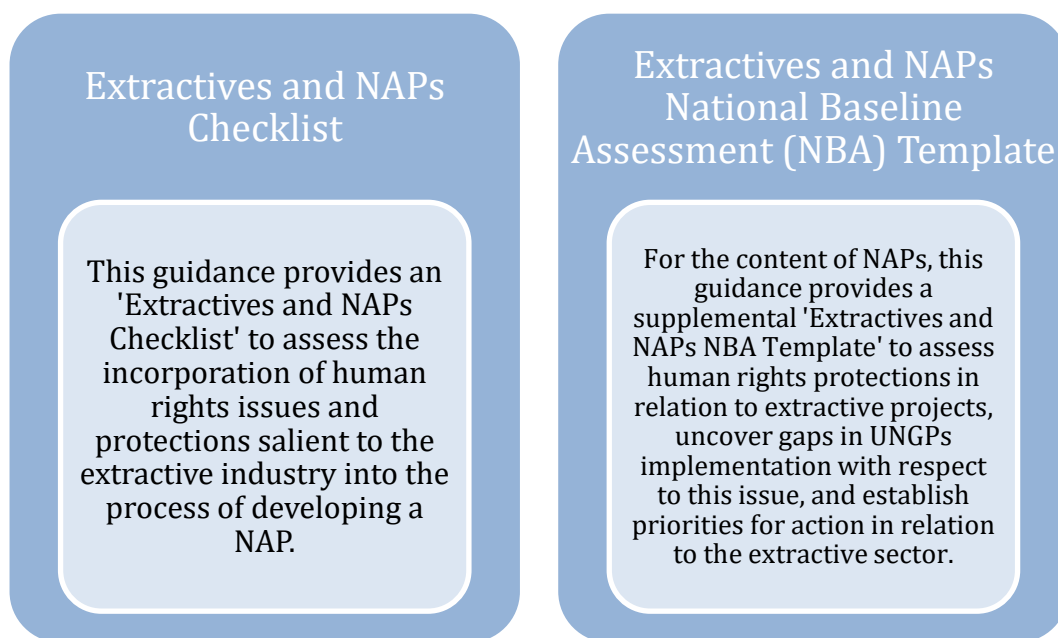 Extractives and NAPs
Checklist
This guidance provides an
'Extractives and NAPs
Checklist' to assess the
incorporation of human
rights issues and
protections salient to the
extractive industry into the
process of developing a
NAP.
Extractives and NAPs
National Baseline
Assessment (NBA) Template
For the content of NAPs, this
guidance provides a
supplemental 'Extractives and
NAPs NBA Template' to assess
human rights protections in
relation to extractive projects,
uncover gaps in UNGPs
implementation with respect
to this issue, and establish
priorities for action in relation
to the extractive sector.